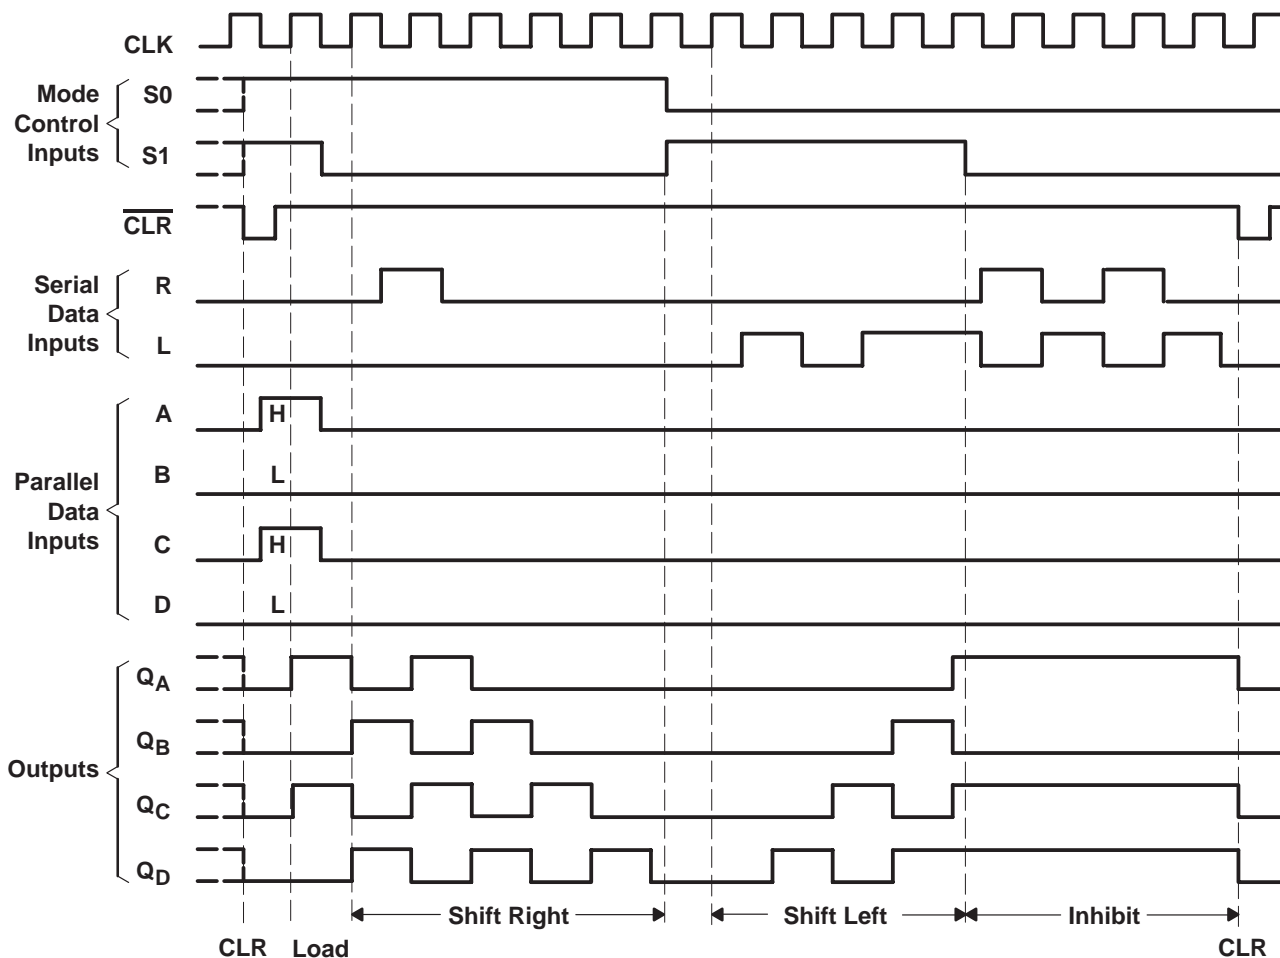 CLK
Mode
Control
Inputs
S0
S1
CLR
Serial
Data
Inputs
R
L
Parallel
Data
Inputs
A
H
B
L
C
H
D
L
Outputs
QA
QB
QC
QD
Shift Right
Shift Left
Inhibit
CLR
Load
CLR